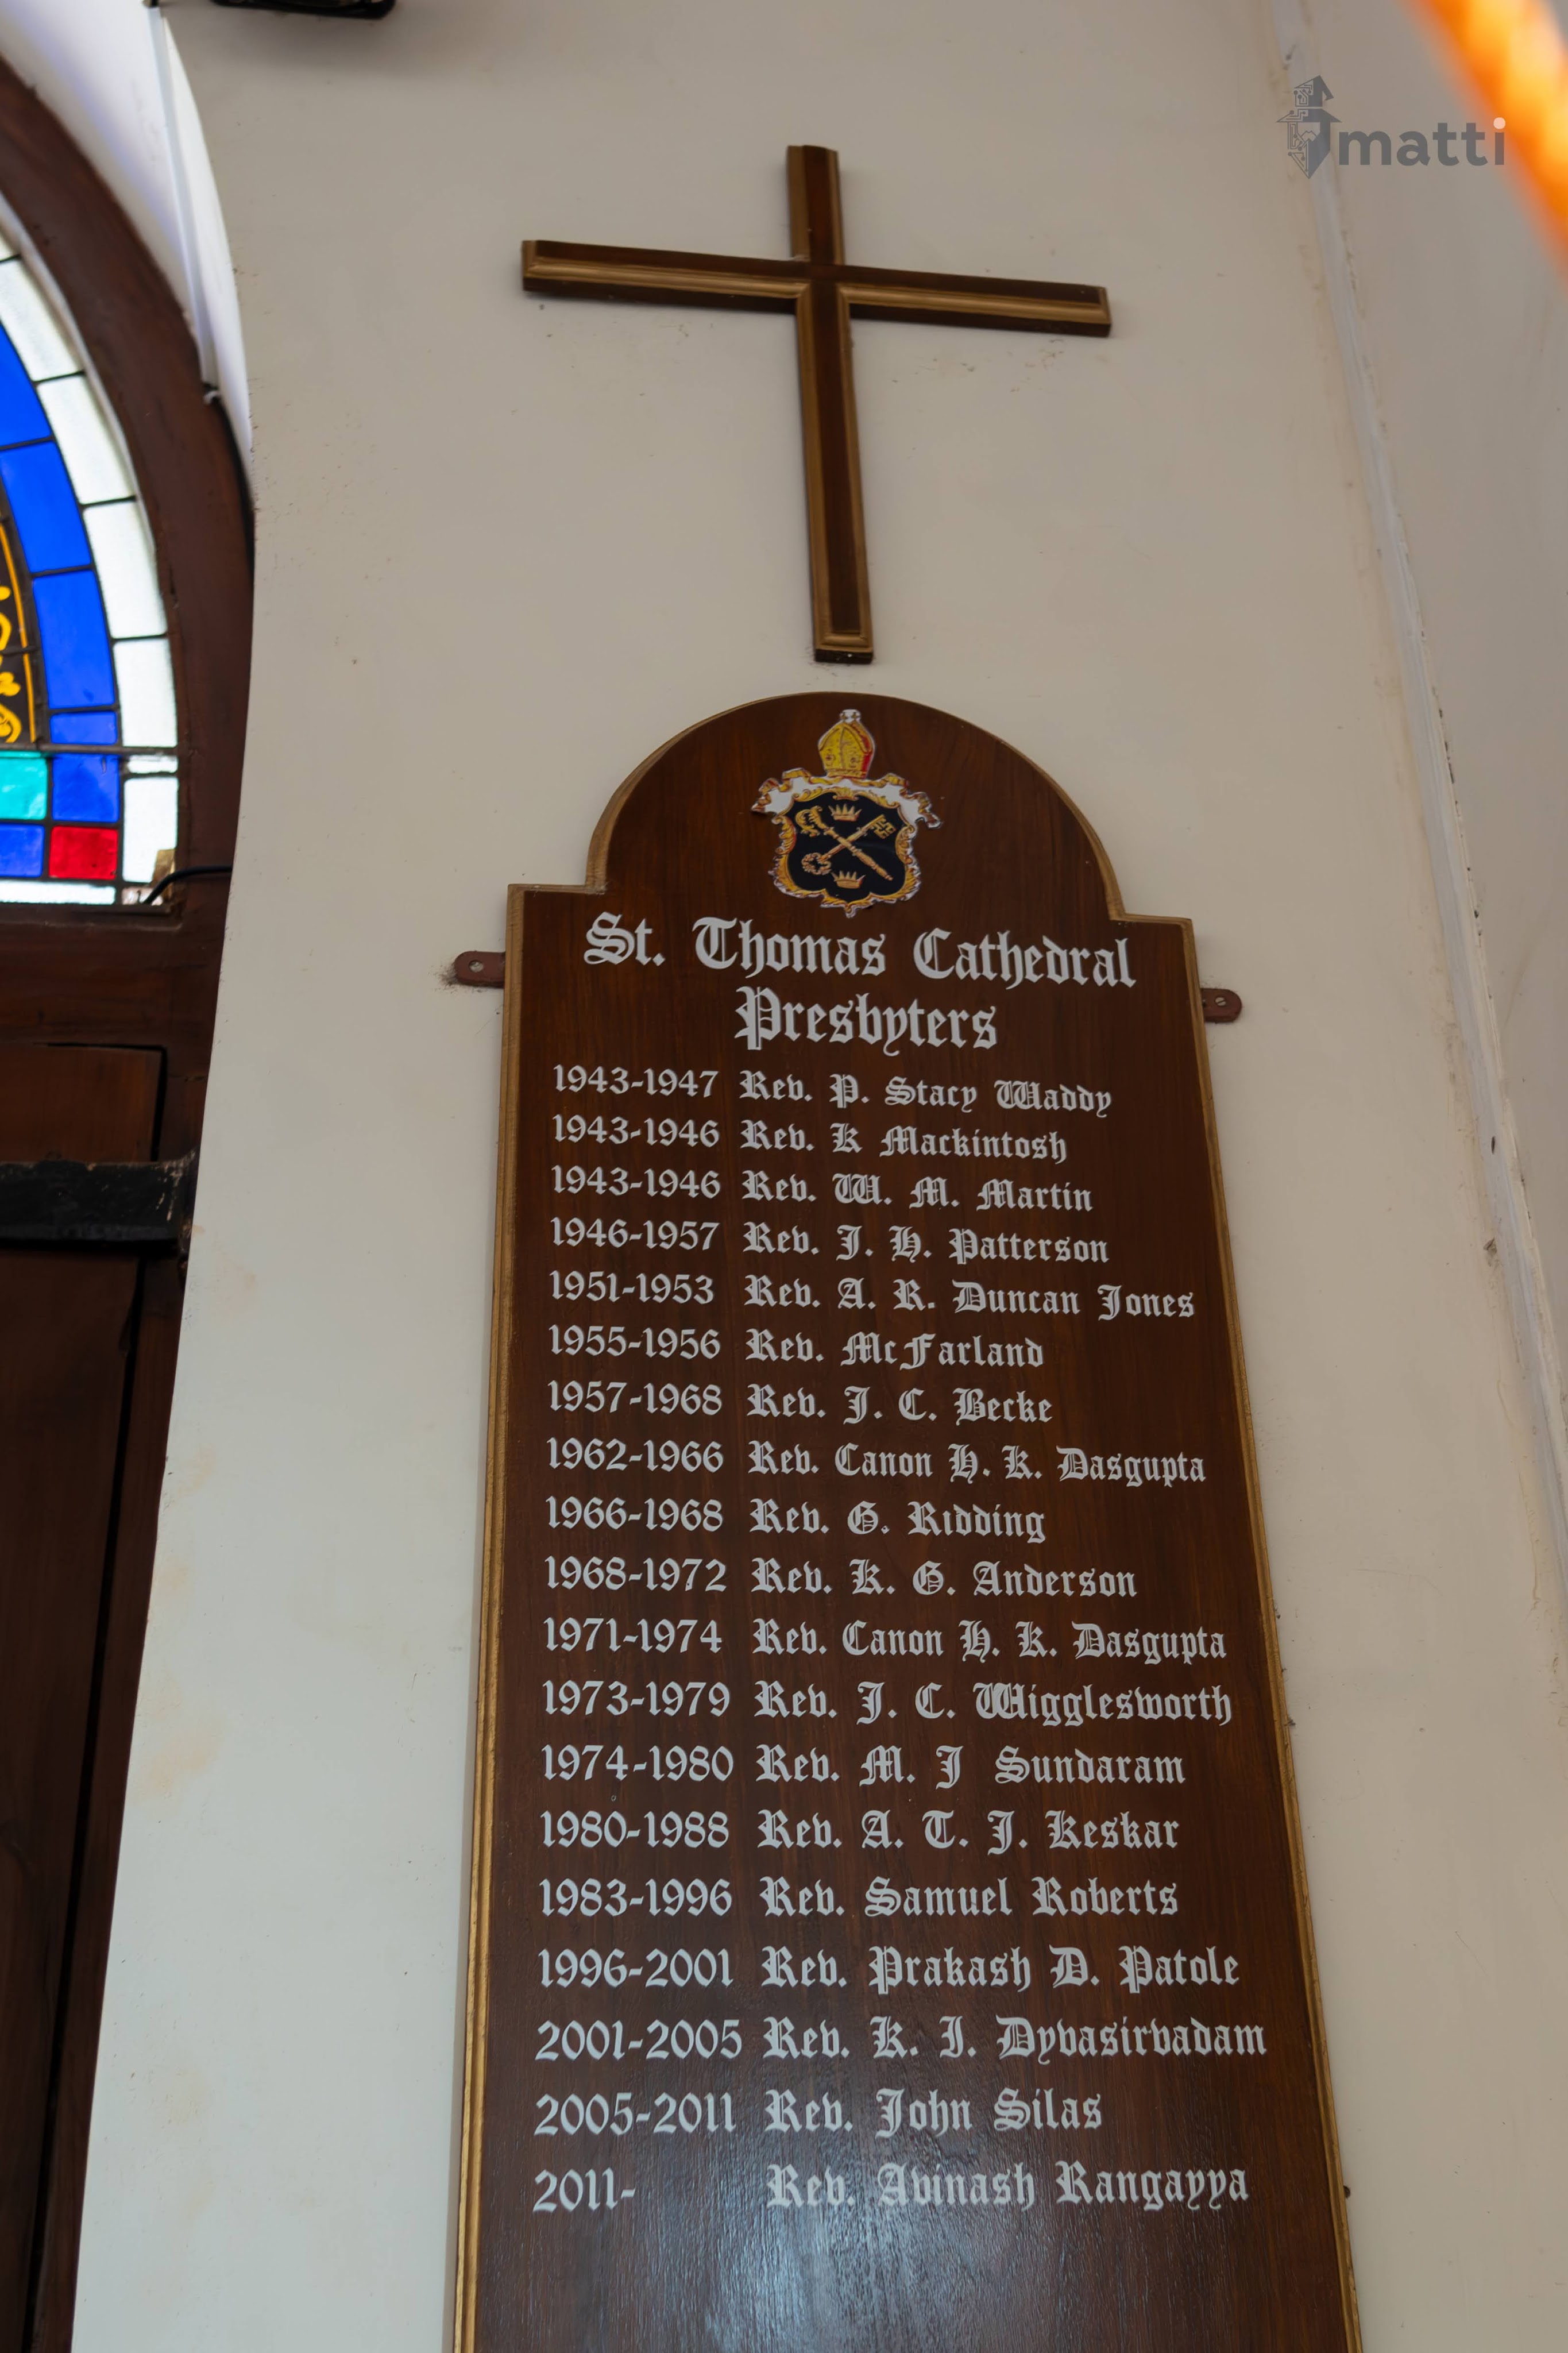 matti
St. Thomas Cathedral
Presbyters
1943-1947 Rev. P. Stacy Waddy
1943-1946 Rev. K Mackintosh
1943-1946 Rev. W. M. Martin
1946-1957 Rev. J. H. Patterson
1951-1953 Rev. A. R. Duncan Jones
1955-1956 Rev. McFarland
1957-1968 Rev. J. C. Becke
1962-1966 Rev. Canon H. K. Dasgupta
1966-1968 Rev. G. Ridding
1968-1972 Rev. K. G. Anderson
1971-1974 Rev. Canon H. K. Dasgupta
1973-1979 Rev. J. C. Wigglesworth
1974-1980 Rev. M. J Sundaram
1980-1988 Rev. A. T. J. Keskar
1983-1996 Rev. Samuel Roberts
1996-2001 Rev. Prakash D. Patole
2001-2005 Rev. K. I. Dyvasirvadam
2005-2011 Rev. John Silas
2011- Rev. Avinash Rangayya